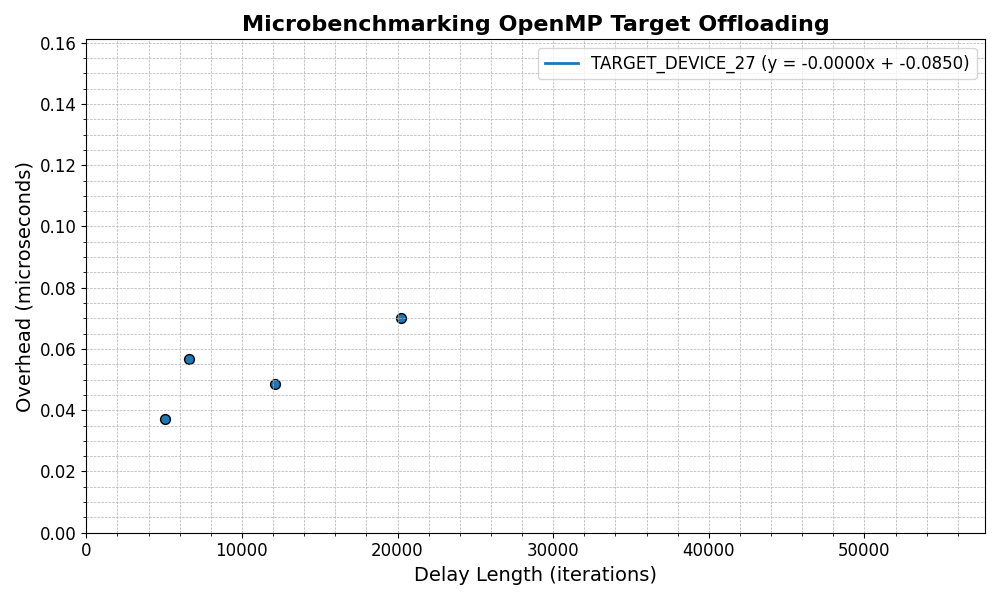 Microbenchmarking OpenMP Target Offloading
TARGET_DEVICE_27 (y = -0.0000x + -0.0850)
Overhead (microseconds)
0.16
0.14
0.12
0.10
0.08
0.06
0.04
0.02
0.00
0 10000 20000 30000 40000 50000
Delay Length (iterations)